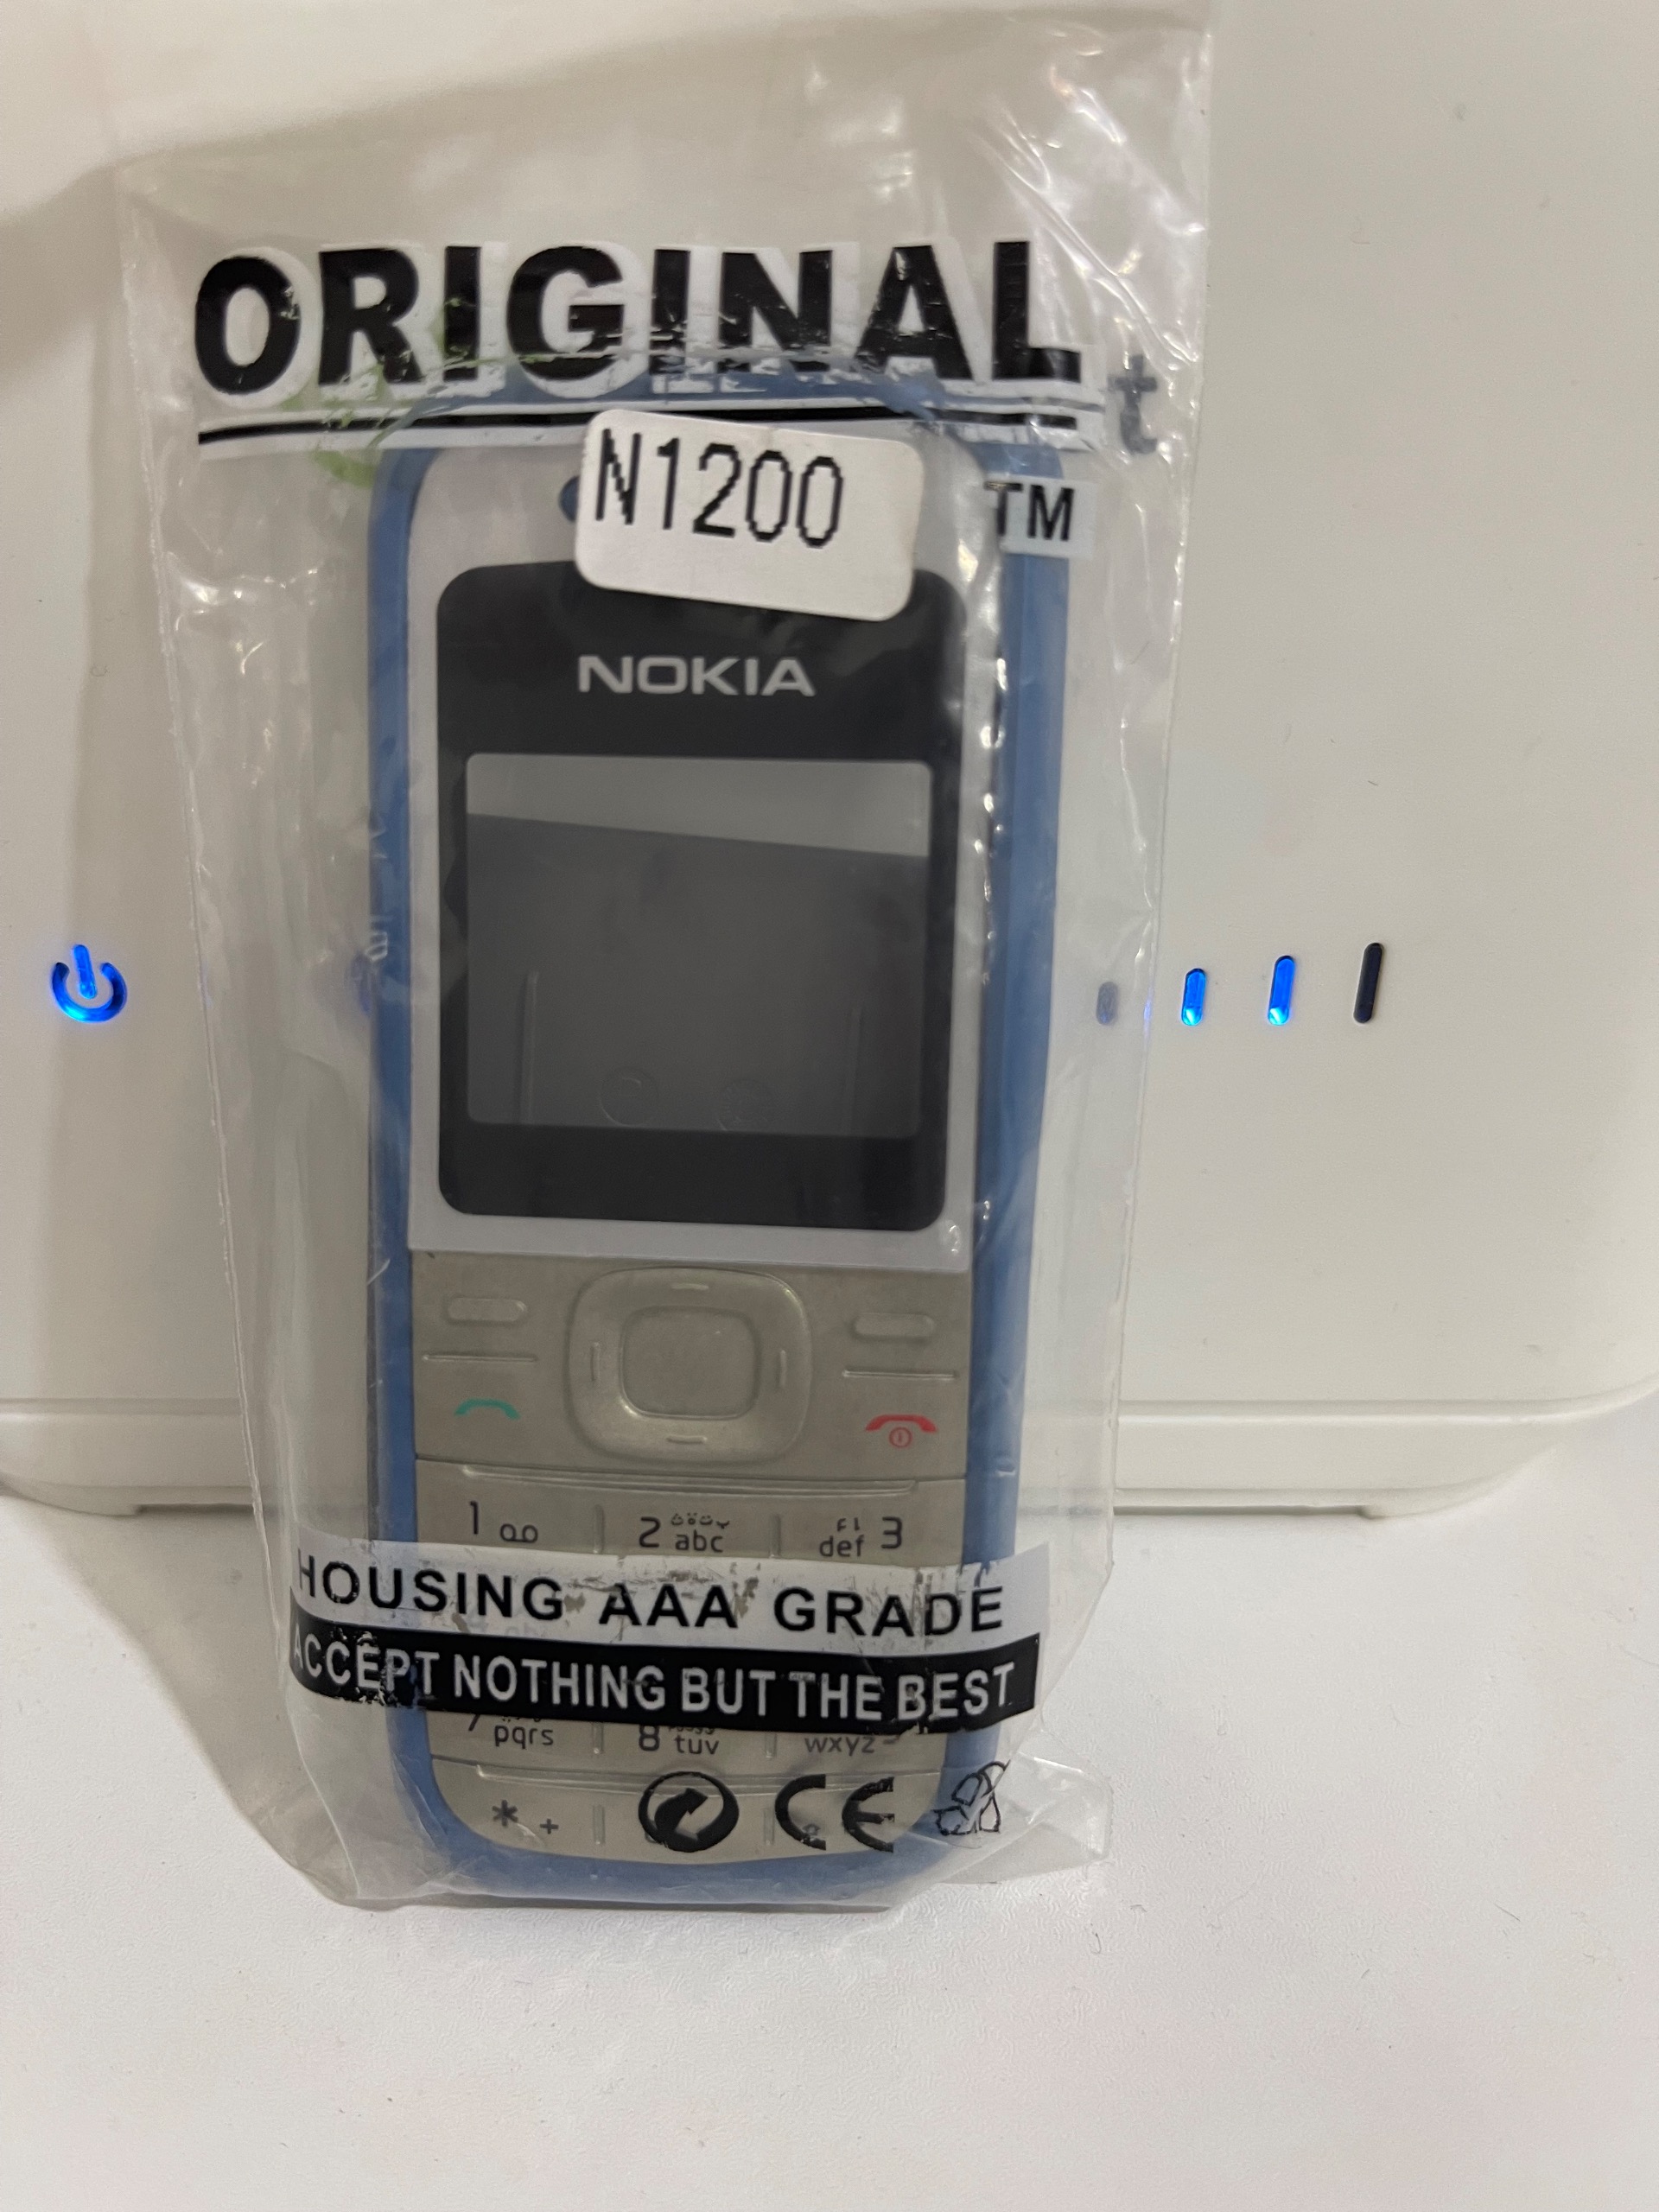 ORIGINAL
t
N1200
TM
NOKIA
1
2 abc
def 3
HOUSING AAA GRADE
ACCEPT NOTHING BUT THE BEST
pqrs
8 tuv
wxyz
* +
CE